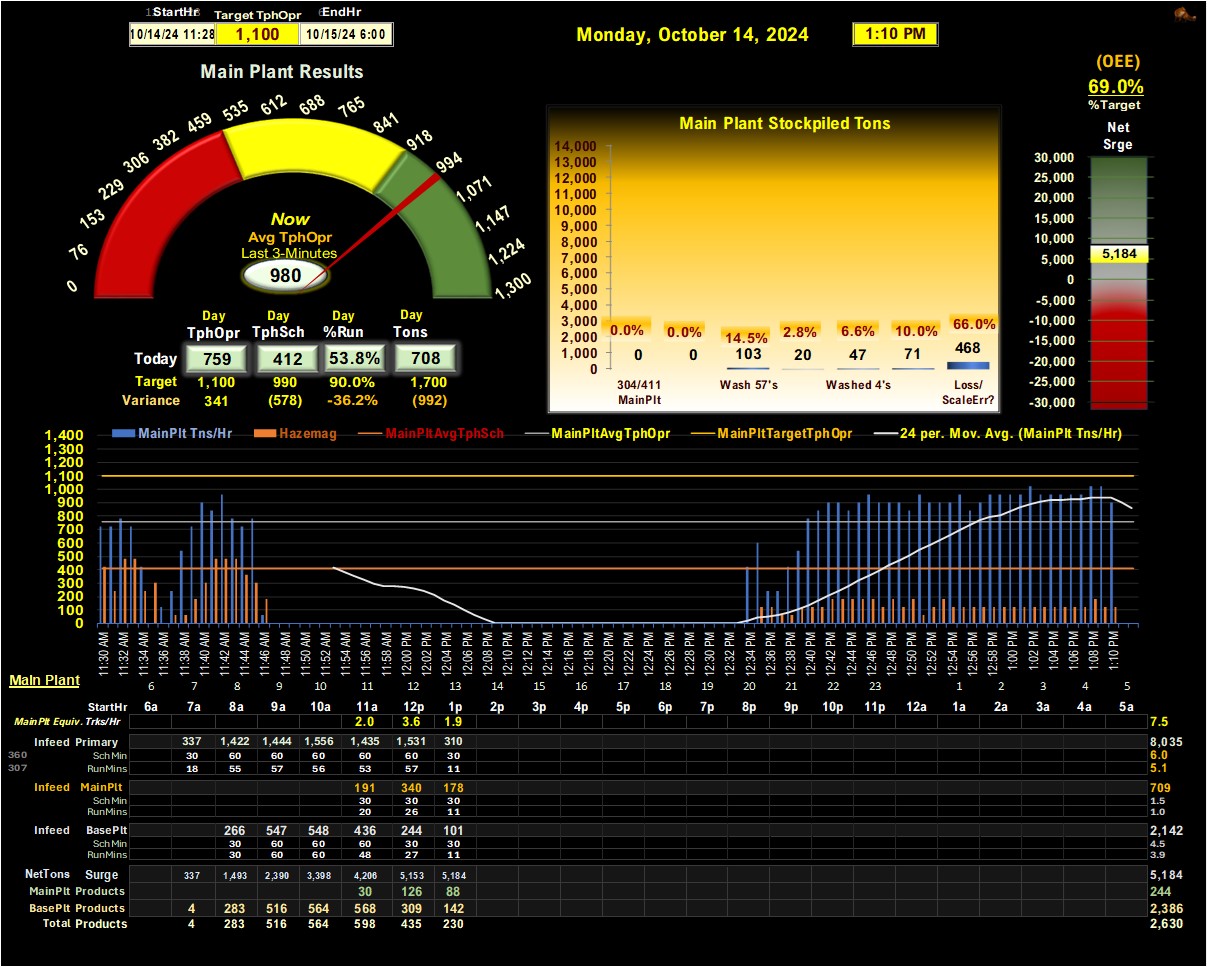 StartHr Target TphOpr EndHr
10/14/24 11:28 1,100 10/15/24 6:00
Monday, October 14, 2024 1:10 PM
(OEE)
69.0%
%Target
Net
Srge
30,000
25,000
20,000
15,000
10,000
5,000
0
-5,000
-10,000
-15,000
-20,000
-25,000
-30,000
5,184
Main Plant Results
0
76
153
229
306
382
459
535
612
688
765
841
918
994
1,071
1,147
1,224
1,300
Now
Avg TphOpr
Last 3-Minutes
980
Day Day Day Day
TphOpr TphSch %Run Tons
Today 759 412 53.8% 708
Target 1,100 990 90.0% 1,700
Variance 341 (578) -36.2% (992)
Main Plant Stockpiled Tons
14,000
13,000
12,000
11,000
10,000
9,000
8,000
7,000
6,000
5,000
4,000
3,000
2,000
1,000
0
0.0% 0.0% 14.5% 2.8% 6.6% 10.0% 66.0%
0 0 103 20 47 71 468
304/411 Wash 57's Washed 4's Loss/
MainPlt ScaleErr?
MainPlt Tns/Hr Hazemag MainPltAvgTphSch MainPltAvgTphOpr MainPltTargetTphOpr 24 per. Mov. Avg. (MainPlt Tns/Hr)
1,400
1,300
1,200
1,100
1,000
900
800
700
600
500
400
300
200
100
0
11:30 AM 11:32 AM 11:34 AM 11:36 AM 11:38 AM 11:40 AM 11:42 AM 11:44 AM 11:46 AM 11:48 AM 11:50 AM 11:52 AM 11:54 AM 11:56 AM 11:58 AM 12:00 PM 12:02 PM 12:04 PM 12:06 PM 12:08 PM 12:10 PM 12:12 PM 12:14 PM 12:16 PM 12:18 PM 12:20 PM 12:22 PM 12:24 PM 12:26 PM 12:28 PM 12:30 PM 12:32 PM 12:34 PM 12:36 PM 12:38 PM 12:40 PM 12:42 PM 12:44 PM 12:46 PM 12:48 PM 12:50 PM 12:52 PM 12:54 PM 12:56 PM 12:58 PM 1:00 PM 1:02 PM 1:04 PM 1:06 PM 1:08 PM 1:10 PM
Main Plant
6 7 8 9 10 11 12 13 14 15 16 17 18 19 20 21 22 23 1 2 3 4 5
StartHr 6a 7a 8a 9a 10a 11a 12p 1p 2p 3p 4p 5p 6p 7p 8p 9p 10p 11p 12a 1a 2a 3a 4a 5a
MainPlt Equiv. Trks/Hr 2.0 3.6 1.9 7.5
Infeed Primary 337 1,422 1,444 1,556 1,435 1,531 310 8,035
360 SchMin 30 60 60 60 60 60 30 6.0
307 RunMins 18 55 57 56 53 57 11 5.1
Infeed MainPlt 191 340 178 709
SchMin 30 30 30 1.5
RunMins 20 26 11 1.0
Infeed BasePlt 266 547 548 436 244 101 2,142
SchMin 30 60 60 60 30 30 4.5
RunMins 30 60 60 48 27 11 3.9
NetTons Surge 337 1,493 2,390 3,398 4,206 5,153 5,184 5,184
MainPlt Products 30 126 88 244
BasePlt Products 4 283 516 564 568 309 142 2,386
Total Products 4 283 516 564 598 435 230 2,630